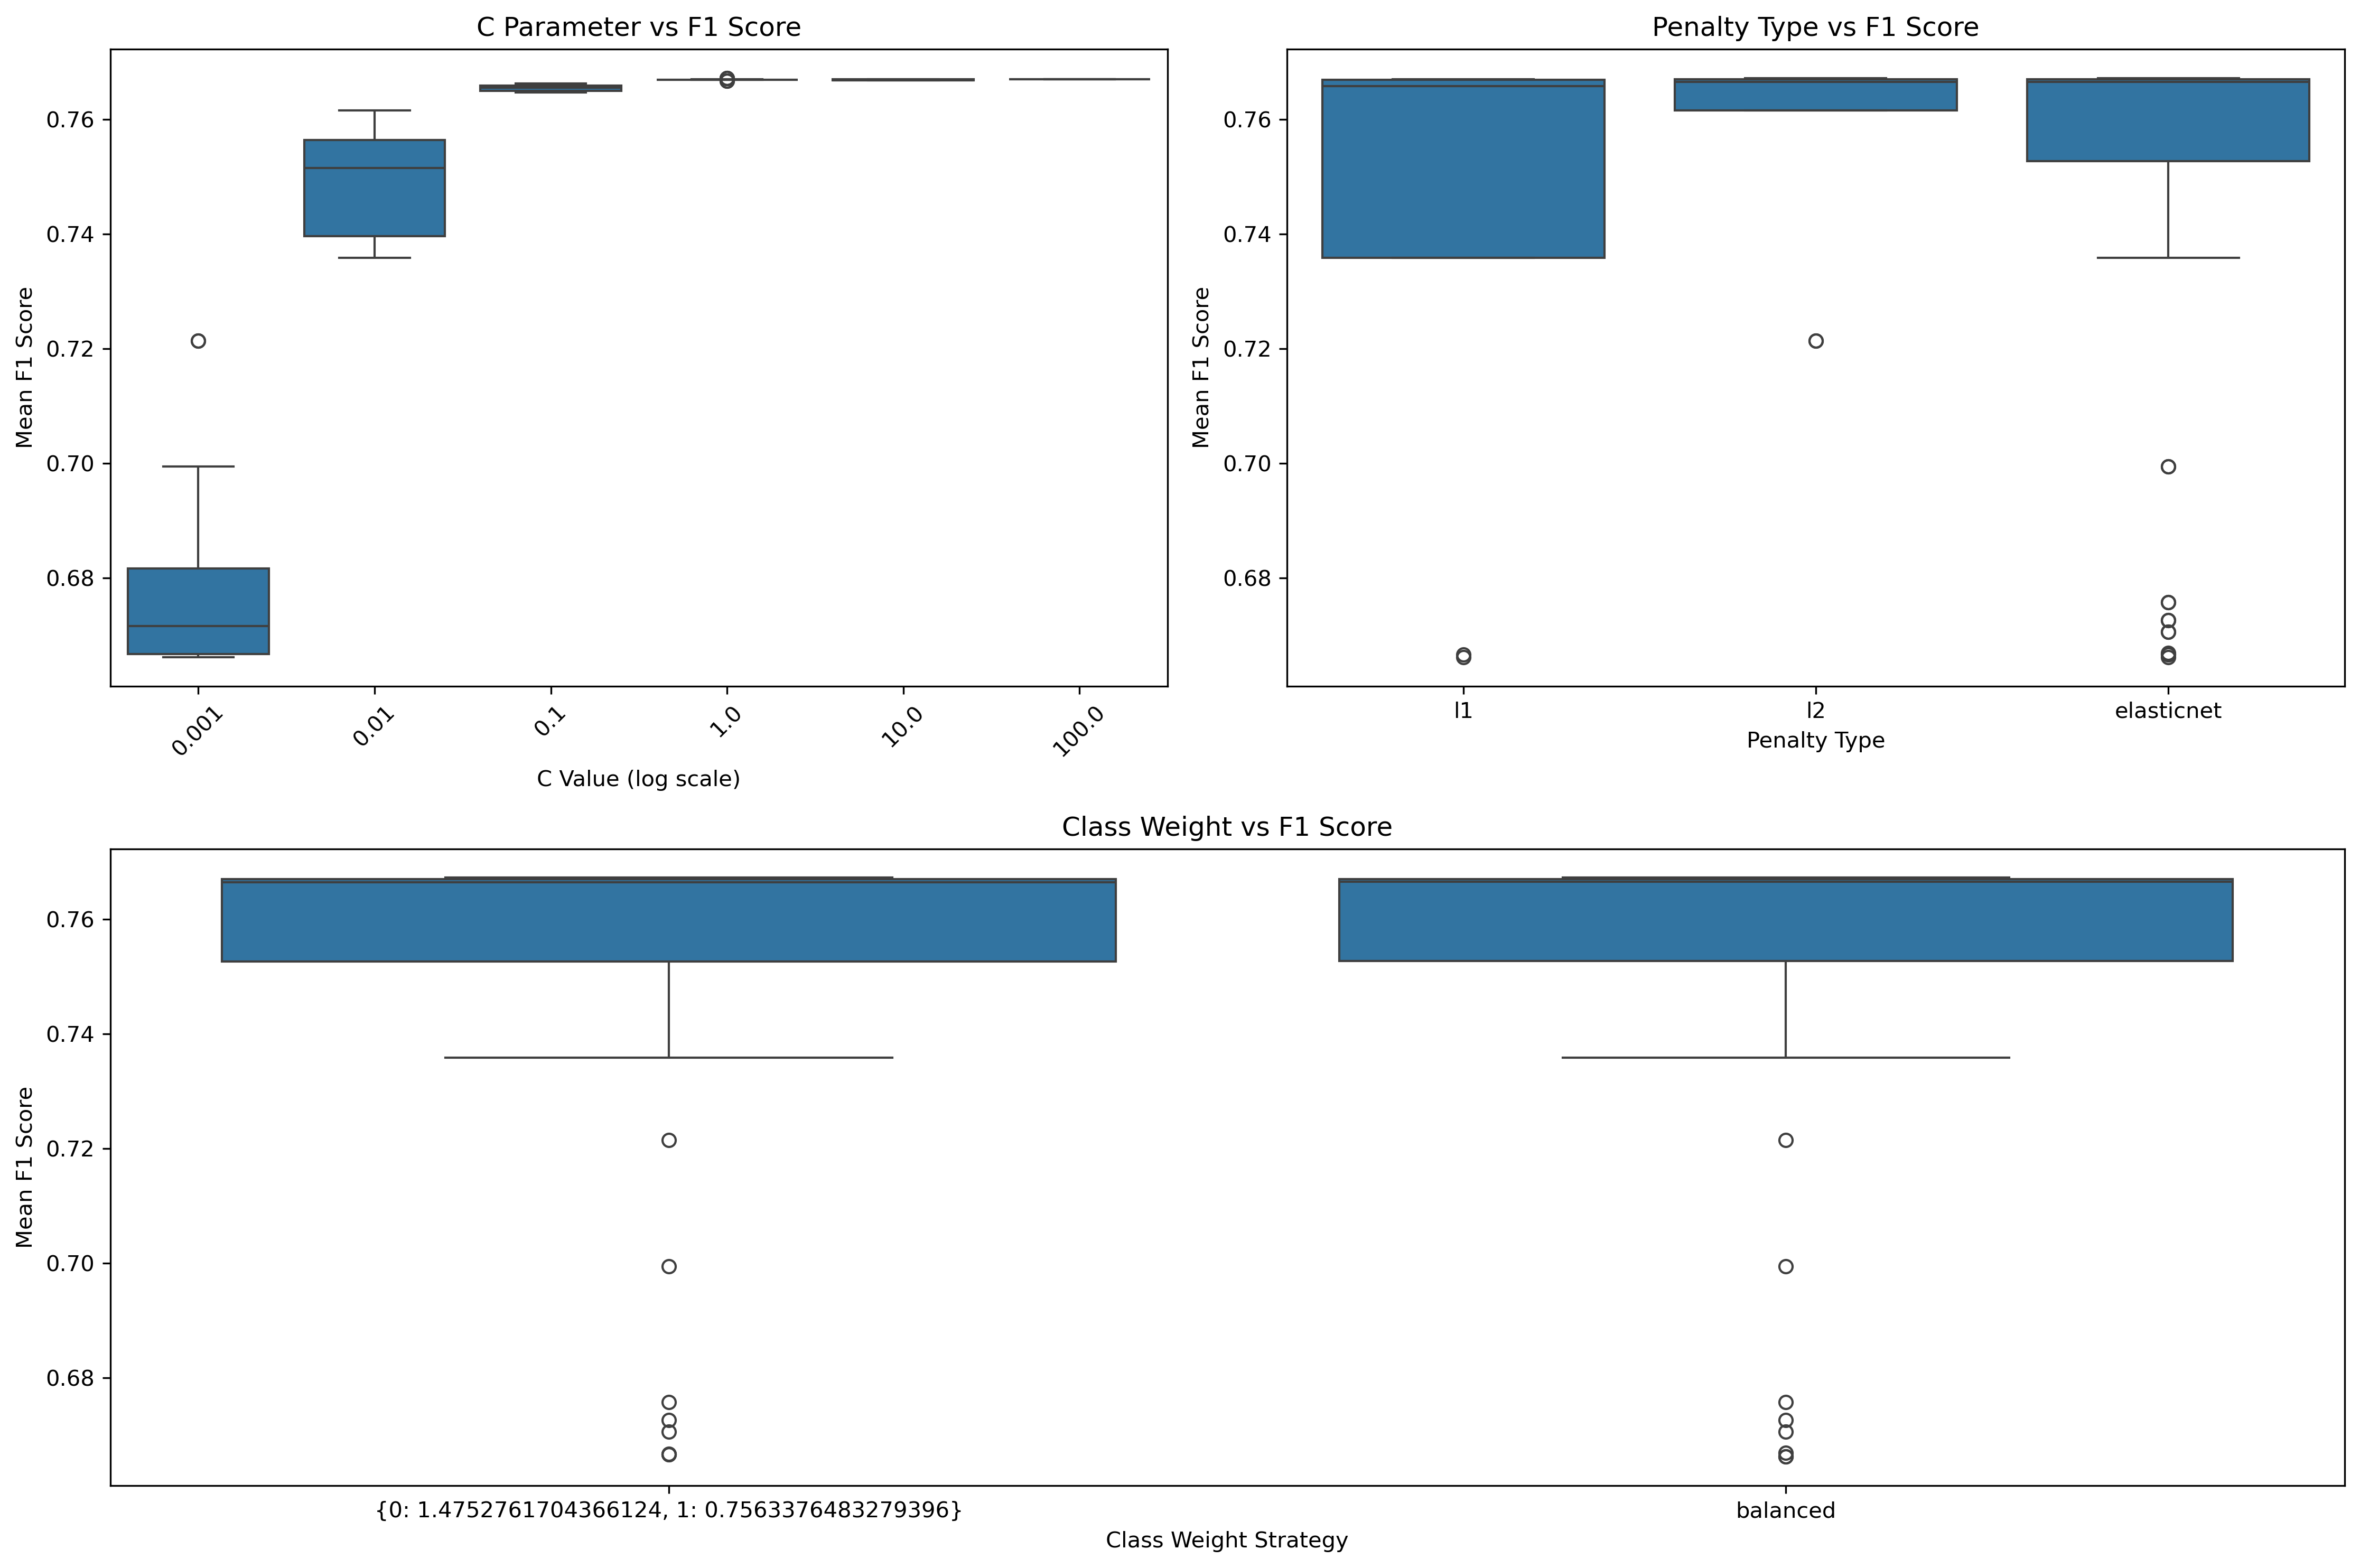 C Parameter vs F1 Score
Mean F1 Score
0.76
0.74
0.72
0.70
0.68
0.001
0.01
0.1
1.0
10.0
100.0
C Value (log scale)
Penalty Type vs F1 Score
Mean F1 Score
0.76
0.74
0.72
0.70
0.68
l1
l2
elasticnet
Penalty Type
Class Weight vs F1 Score
Mean F1 Score
0.76
0.74
0.72
0.70
0.68
{0: 1.4752761704366124, 1: 0.7563376483279396}
balanced
Class Weight Strategy